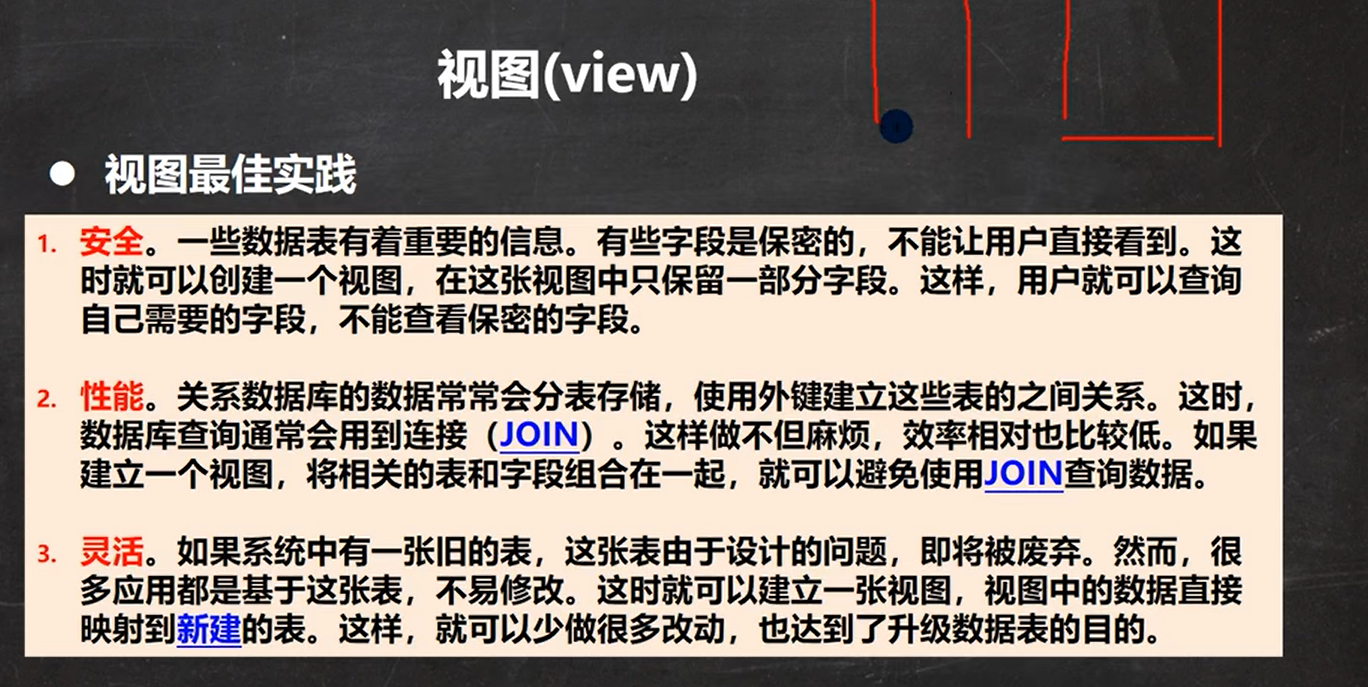 视图(view)
● 视图最佳实践
1. 安全。一些数据表有着重要的信息。有些字段是保密的，不能让用户直接看到。这
时就可以创建一个视图，在这张视图中只保留一部分字段。这样，用户就可以查询
自己需要的字段，不能查看保密的字段。
2. 性能。关系数据库的数据常常会分表存储，使用外键建立这些表的之间关系。这时，
数据库查询通常会用到连接（JOIN）。这样做不但麻烦，效率相对也比较低。如果
建立一个视图，将相关的表和字段组合在一起，就可以避免使用JOIN查询数据。
3. 灵活。如果系统中有一张旧的表，这张表由于设计的问题，即将被废弃。然而，很
多应用都是基于这张表，不易修改。这时就可以建立一张视图，视图中的数据直接
映射到新建的表。这样，就可以少做很多改动，也达到了升级数据表的目的。